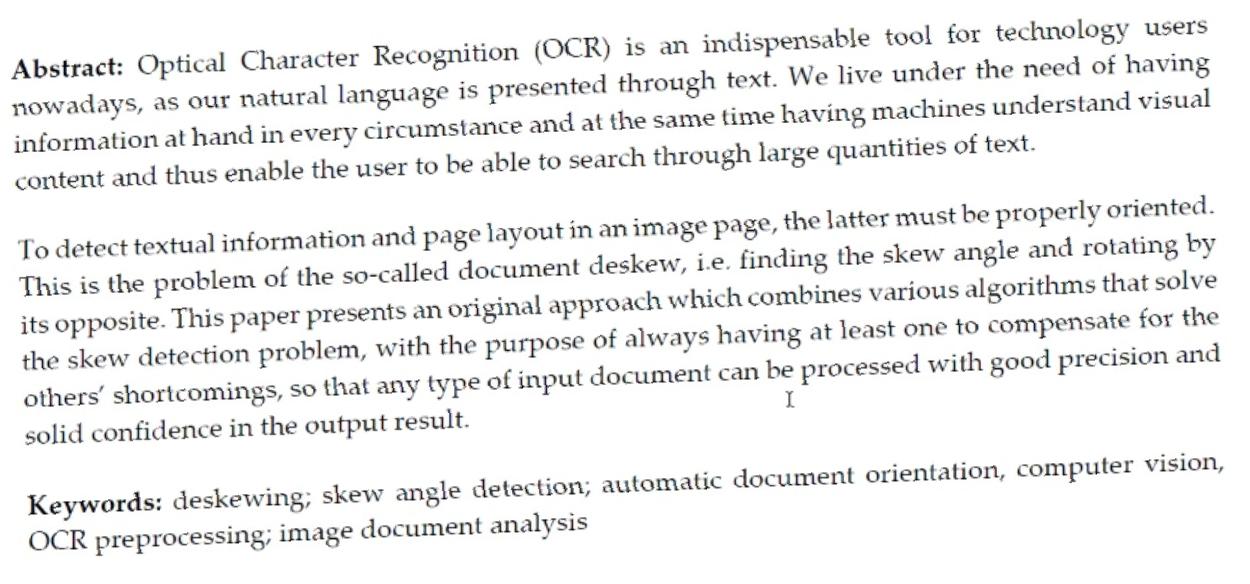 Abstract: Optical Character Recognition (OCR) is an indispensable tool for technology users
nowadays, as our natural language is presented through text. We live under the need of having
information at hand in every circumstance and at the same time having machines understand visual
content and thus enable the user to be able to search through large quantities of text.
To detect textual information and page layout in an image page, the latter must be properly oriented.
This is the problem of the so-called document deskew, i.e. finding the skew angle and rotating by
its opposite. This paper presents an original approach which combines various algorithms that solve
the skew detection problem, with the purpose of always having at least one to compensate for the
others’ shortcomings, so that any type of input document can be processed with good precision and
solid confidence in the output result.
Keywords: deskewing; skew angle detection; automatic document orientation, computer vision,
OCR preprocessing; image document analysis